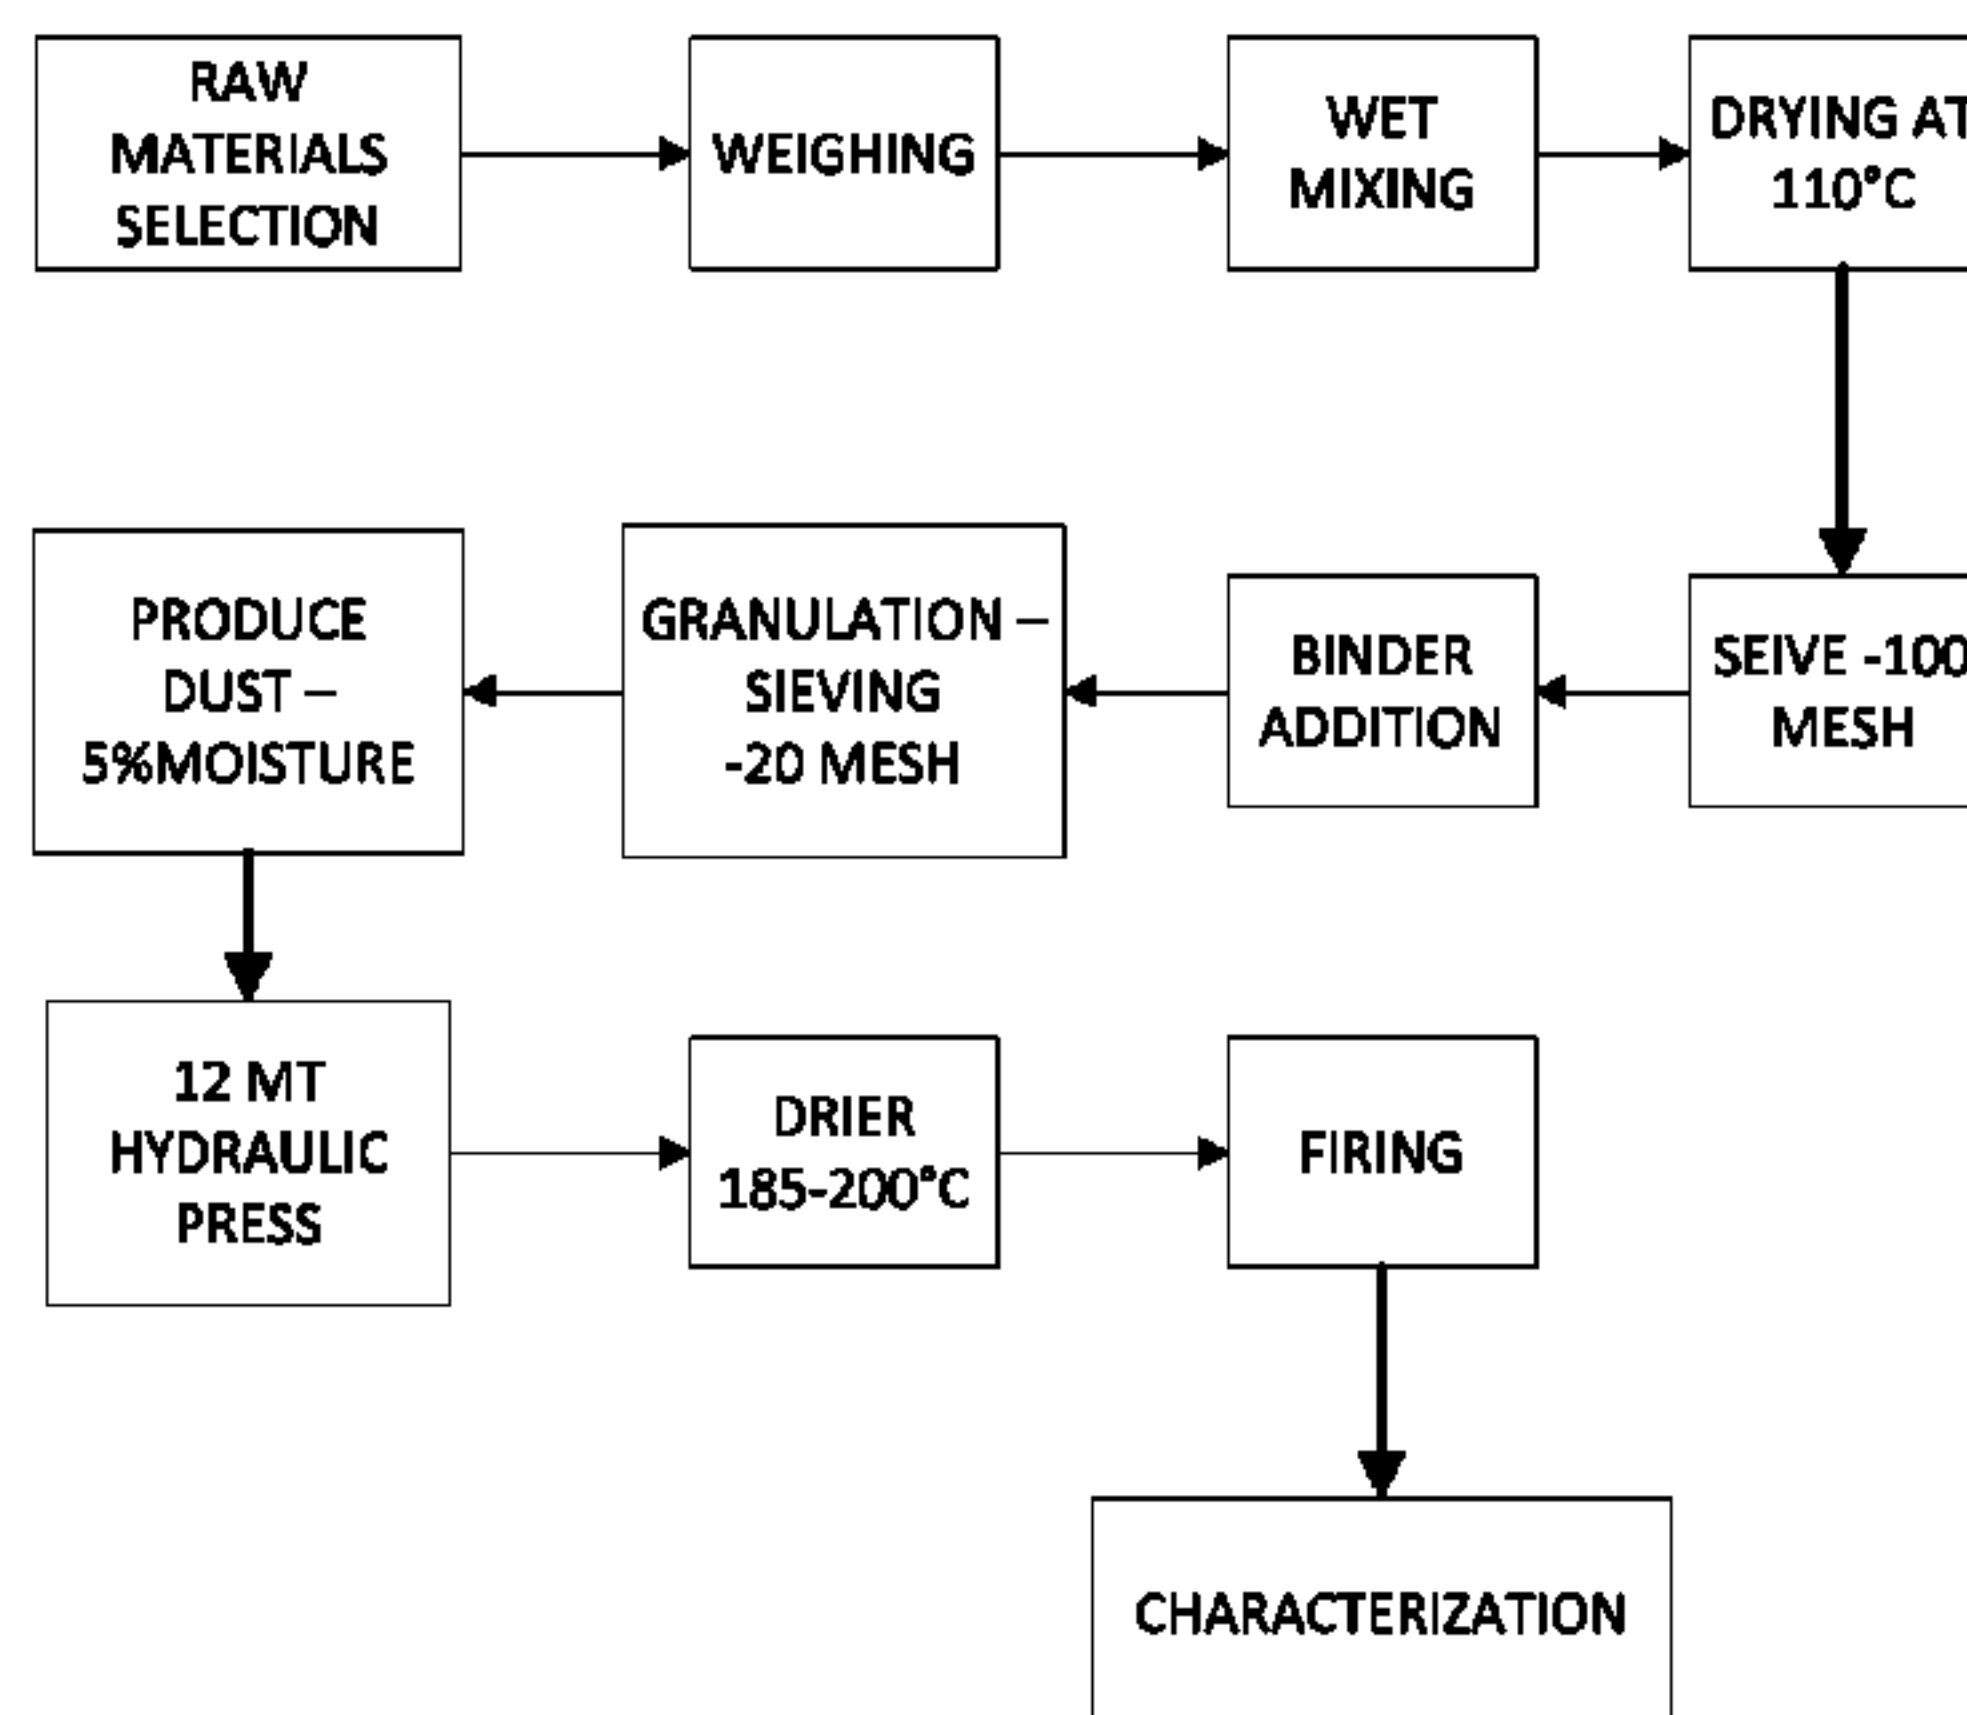 RAW
MATERIALS
SELECTION
WEIGHING
WET
MIXING
DRYING AT
110°C
SEIVE -100
MESH
BINDER
ADDITION
GRANULATION –
SIEVING
-20 MESH
PRODUCE
DUST –
5%MOISTURE
12 MT
HYDRAULIC
PRESS
DRIER
185-200°C
FIRING
CHARACTERIZATION